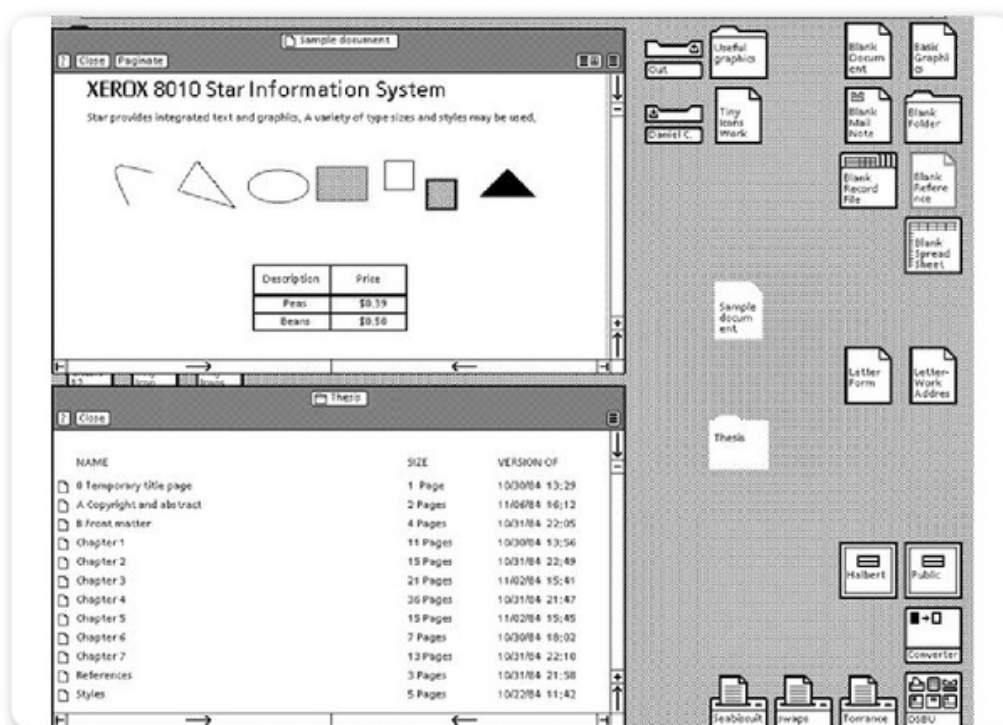 Sample document
? Close Paginate
XEROX 8010 Star Information System
Star provides integrated text and graphics. A variety of type sizes and styles may be used.
Description Price
Peas $0.39
Beans $0.50
Thesis
? Close
NAME SIZE VERSION OF
0 Temporary title page 1 Page 10/30/84 13:29
A Copyright and abstract 2 Pages 11/06/84 16:12
B Front matter 4 Pages 10/31/84 22:05
Chapter 1 11 Pages 10/30/84 13:56
Chapter 2 15 Pages 10/31/84 22:49
Chapter 3 21 Pages 11/02/84 15:41
Chapter 4 36 Pages 10/31/84 21:47
Chapter 5 15 Pages 11/02/84 15:45
Chapter 6 7 Pages 10/30/84 18:02
Chapter 7 13 Pages 10/31/84 22:10
References 3 Pages 10/31/84 21:58
Styles 5 Pages 10/22/84 11:42
Out
Useful
graphics
Blank
Docum
ent
Basic
Graphi
cs
Daniel C.
Tiny
Icons
Work
Blank
Mail
Note
Blank
Folder
Blank
Record
File
Blank
Refere
nce
Blank
Spread
Sheet
Sample
docum
ent
Letter
Form
Letter-
Work
Addres
Thesis
Halbert
Public
Converter
Seabiscuit
swaps
Torrance
OSBU